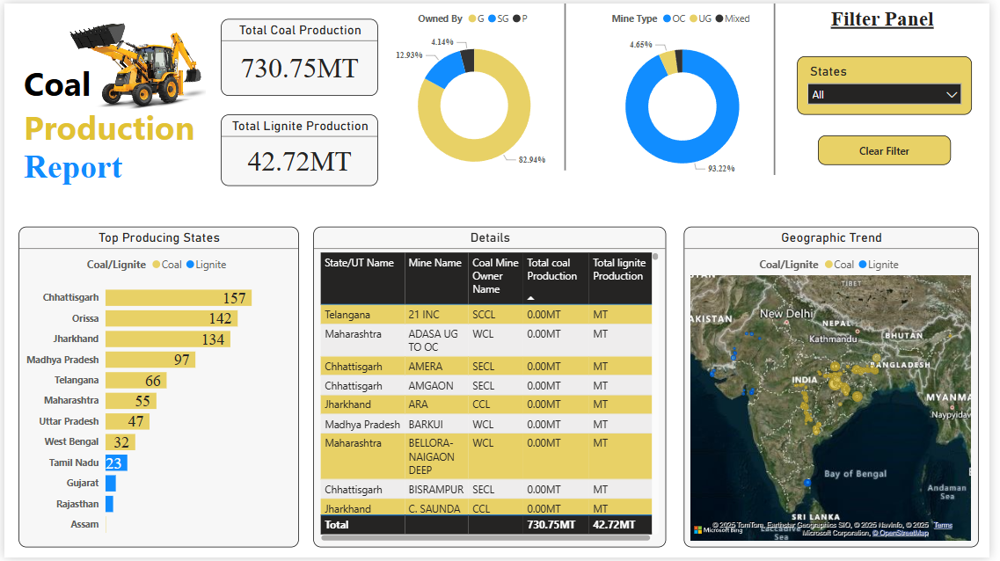 Coal
Production
Report
Total Coal Production
730.75MT
Total Lignite Production
42.72MT
Owned By G SG P
4.14%
12.93%
82.94%
Mine Type OC UG Mixed
4.65%
93.22%
Filter Panel
States
All
Clear Filter
Top Producing States
Coal/Lignite Coal Lignite
Chhattisgarh 157
Orissa 142
Jharkhand 134
Madhya Pradesh 97
Telangana 66
Maharashtra 55
Uttar Pradesh 47
West Bengal 32
Tamil Nadu 23
Gujarat
Rajasthan
Assam
Details
State/UT Name Mine Name Coal Mine Total coal Total lignite
Owner Production Production
Name
Telangana 21 INC SCCL 0.00MT MT
Maharashtra ADASA UG WCL 0.00MT MT
TO OC
Chhattisgarh AMERA SECL 0.00MT MT
Chhattisgarh AMGAON SECL 0.00MT MT
Jharkhand ARA CCL 0.00MT MT
Madhya Pradesh BARKUI WCL 0.00MT MT
Maharashtra BELLORA- WCL 0.00MT MT
NAIGAON
DEEP
Chhattisgarh BISRAMPUR SECL 0.00MT MT
Jharkhand C. SAUNDA CCL 0.00MT MT
Total 730.75MT 42.72MT
Geographic Trend
Coal/Lignite Coal Lignite
TIBET
AKISTAN
New Delhi
NEPAL
Kathmandu
BHUTAN
BANGLADESH
INDIA
MYANMA
Naypyidaw
Bay of Bengal
Andaman
Sea
SRI LANKA
Laccadive
Sea
Microsoft Bing
© 2025 TomTom, Earthstar Geographics SIO, © 2025 NavInfo, © 2025 Terms
Microsoft Corporation, © OpenStreetMap